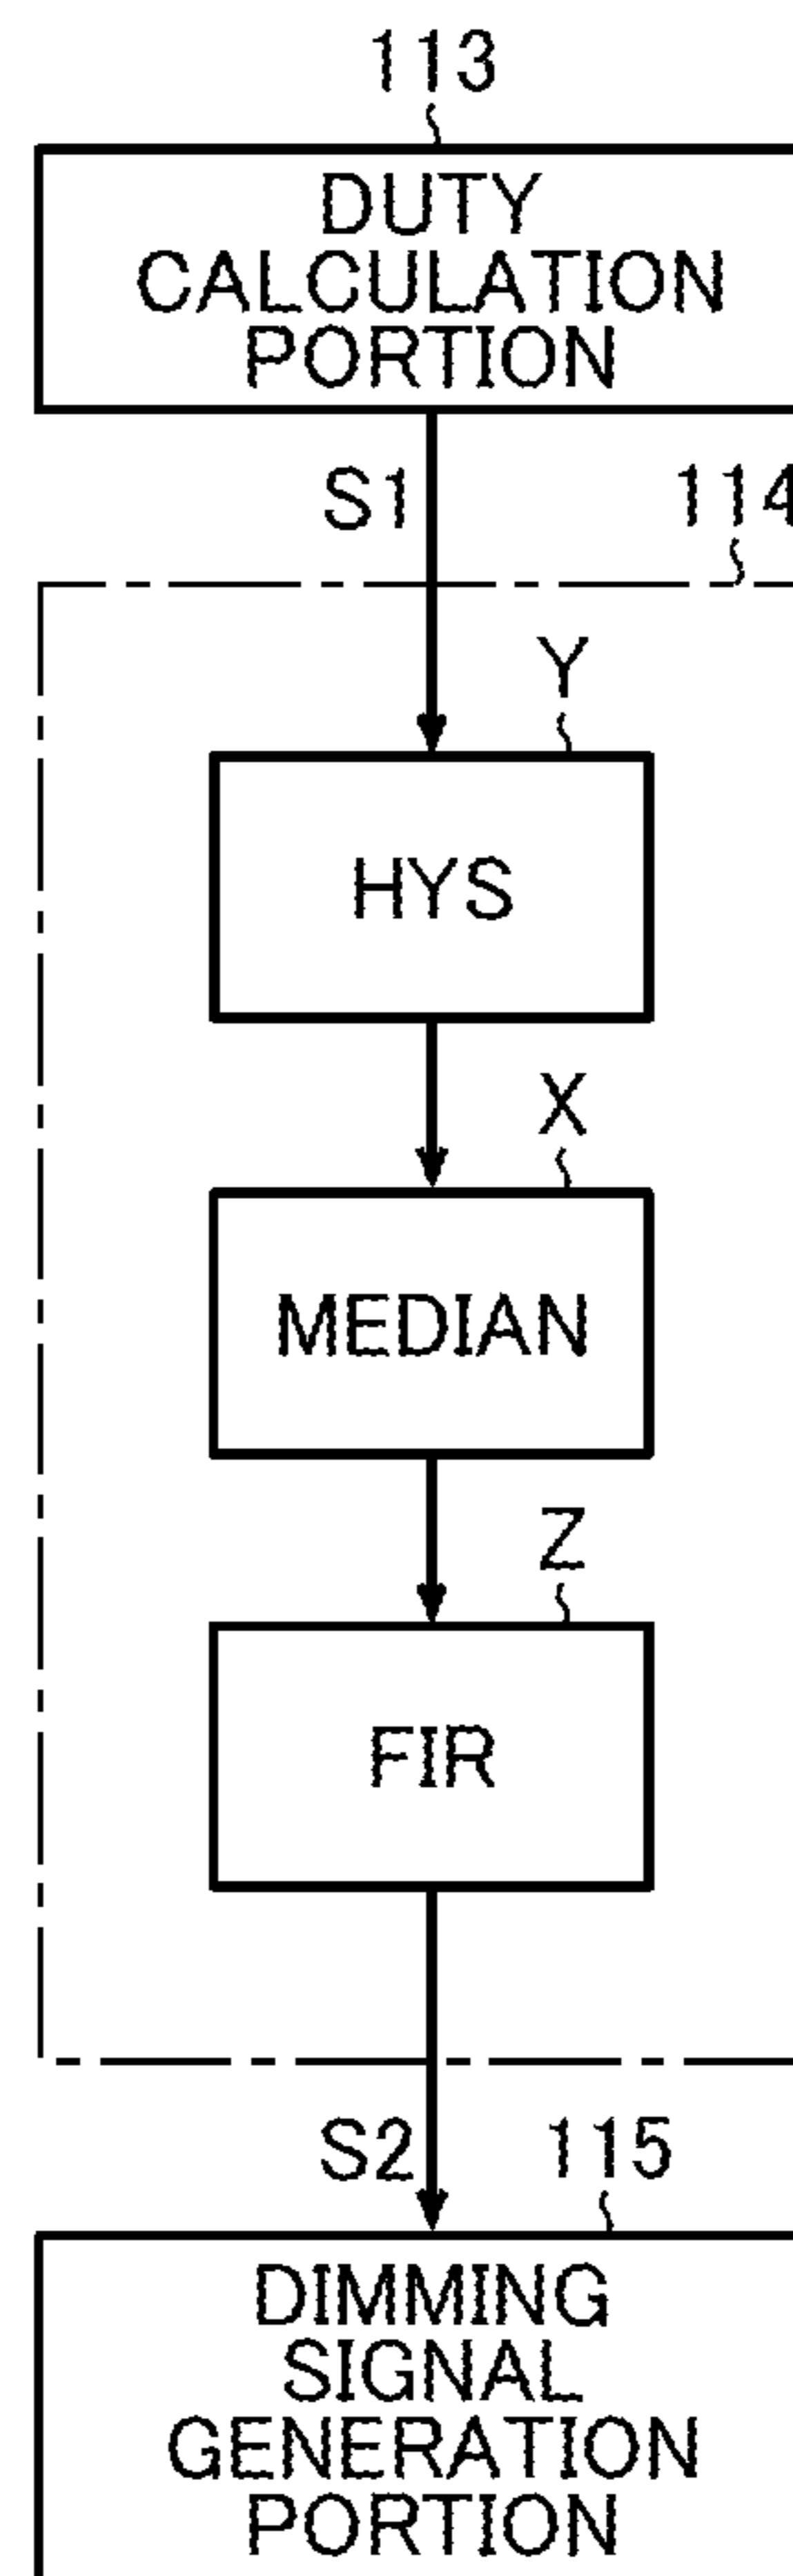 113
DUTY
CALCULATION
PORTION
S1
114
Y
HYS
X
MEDIAN
Z
FIR
S2 115
DIMMING
SIGNAL
GENERATION
PORTION